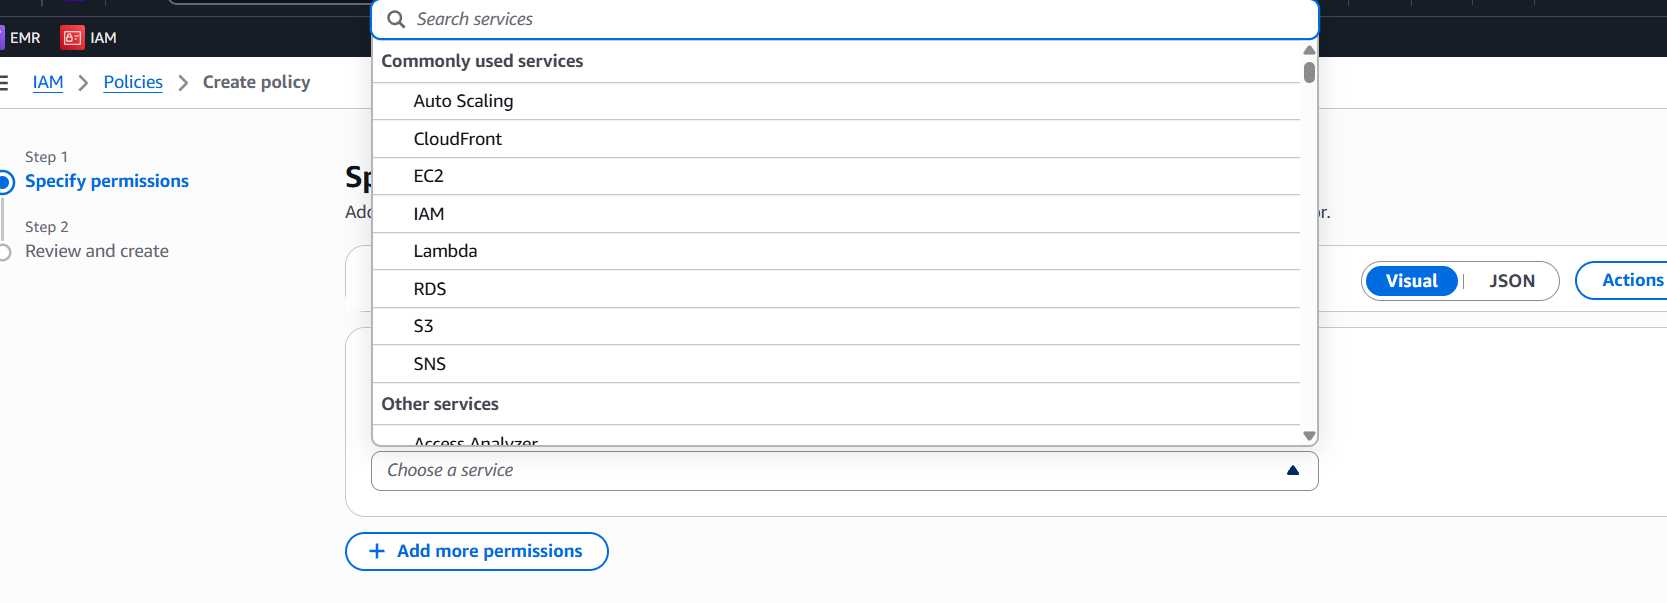 Search services
EMR
IAM
Commonly used services
IAM
Policies
Create policy
Auto Scaling
CloudFront
Step 1
Specify permissions
EC2
IAM
Step 2
Review and create
Lambda
Visual
JSON
Actions
RDS
S3
SNS
Other services
Access Analyzer
Choose a service
+ Add more permissions